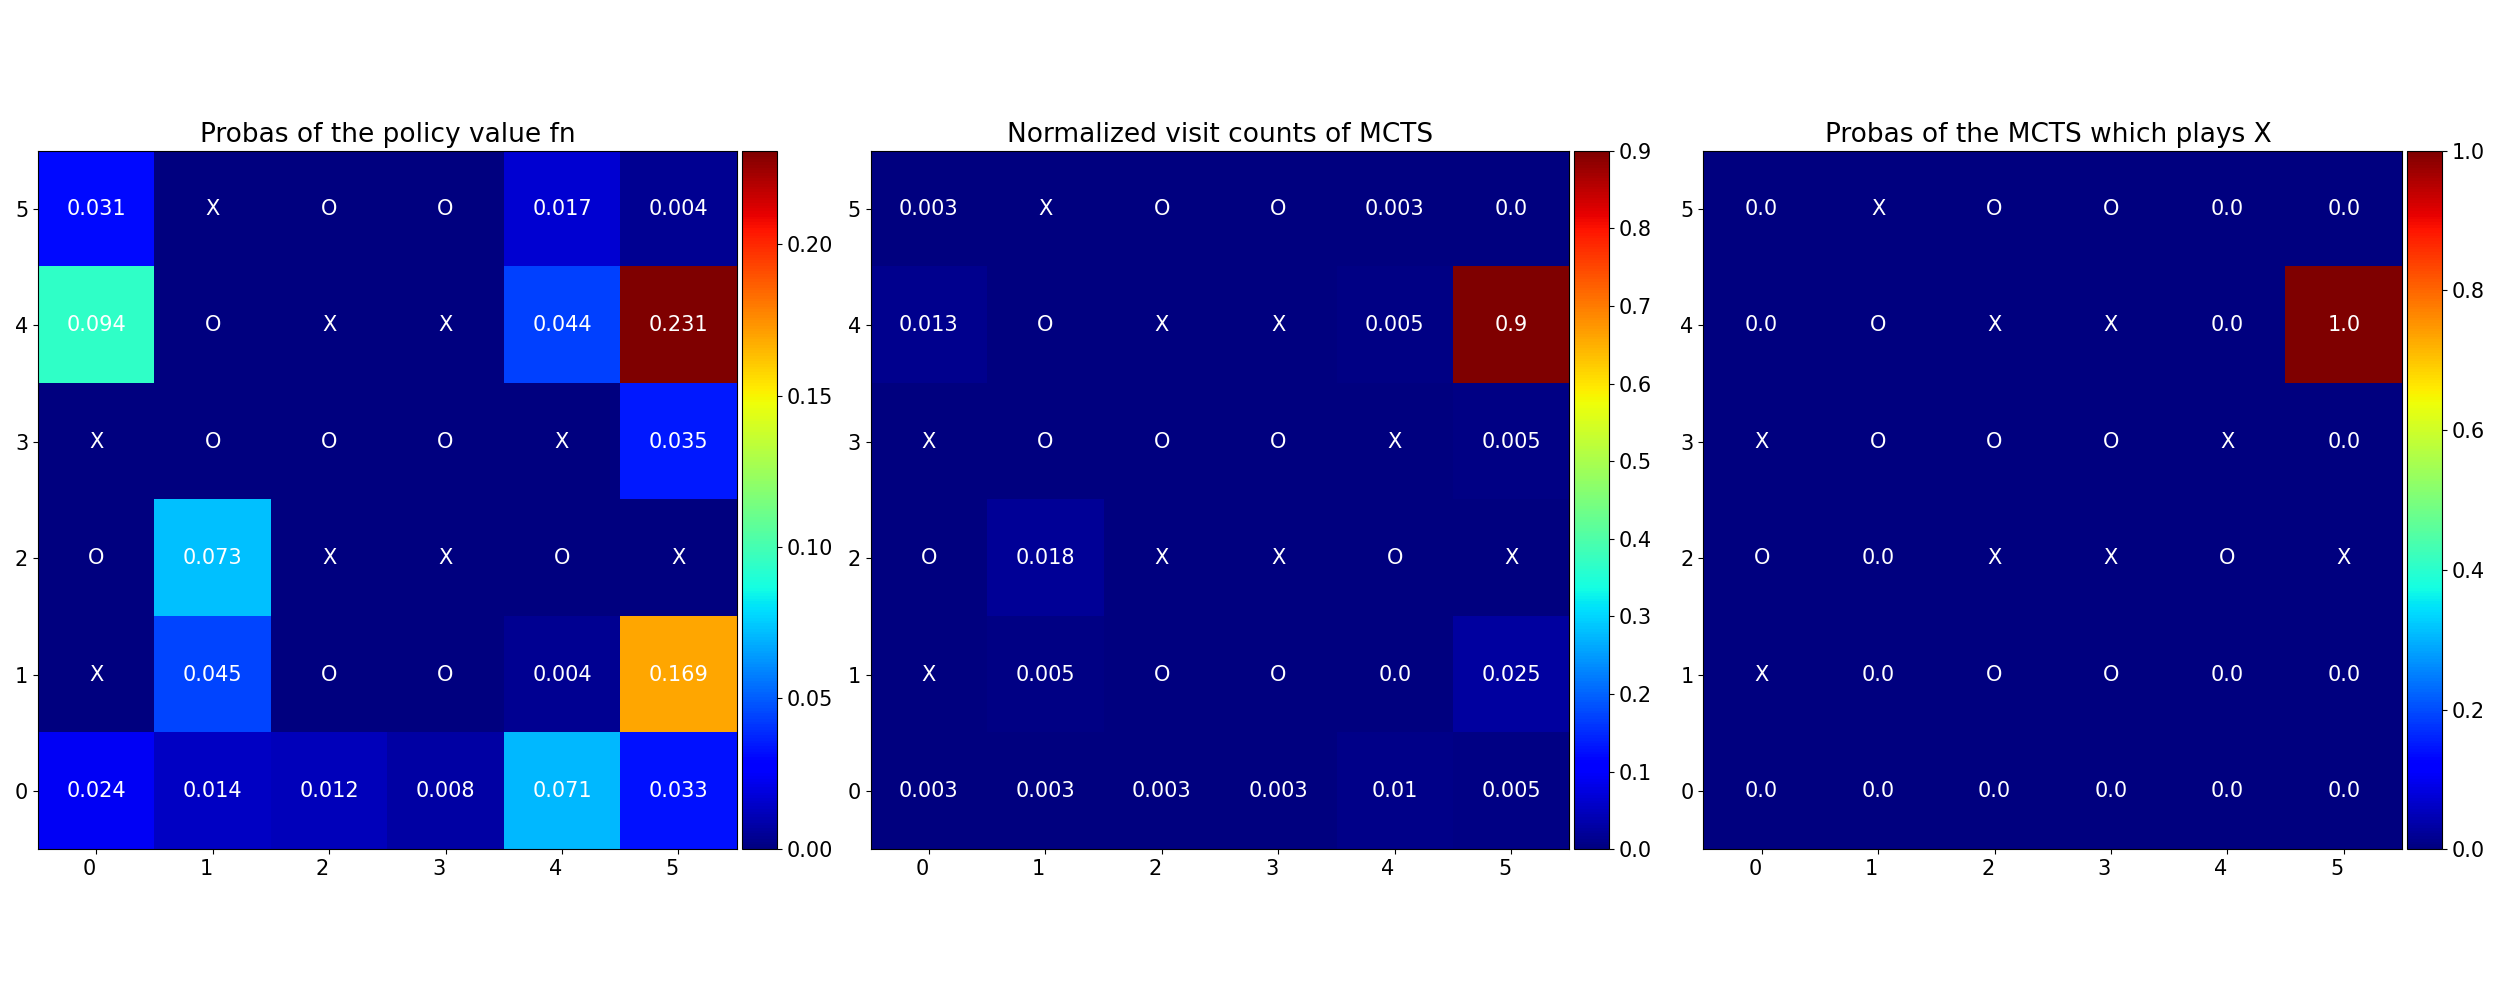 Probas of the policy value fn
5 0.031 X O O 0.017 0.004
4 0.094 O X X 0.044 0.231
3 X O O O X 0.035
2 O 0.073 X X O X
1 X 0.045 O O 0.004 0.169
0 0.024 0.014 0.012 0.008 0.071 0.033
0 1 2 3 4 5
0.20
0.15
0.10
0.05
0.00
Normalized visit counts of MCTS
5 0.003 X O O 0.003 0.0
4 0.013 O X X 0.005 0.9
3 X O O O X 0.005
2 O 0.018 X X O X
1 X 0.005 O O 0.0 0.025
0 0.003 0.003 0.003 0.003 0.01 0.005
0 1 2 3 4 5
0.9
0.8
0.7
0.6
0.5
0.4
0.3
0.2
0.1
0.0
Probas of the MCTS which plays X
5 0.0 X O O 0.0 0.0
4 0.0 O X X 0.0 1.0
3 X O O O X 0.0
2 O 0.0 X X O X
1 X 0.0 O O 0.0 0.0
0 0.0 0.0 0.0 0.0 0.0 0.0
0 1 2 3 4 5
1.0
0.8
0.6
0.4
0.2
0.0